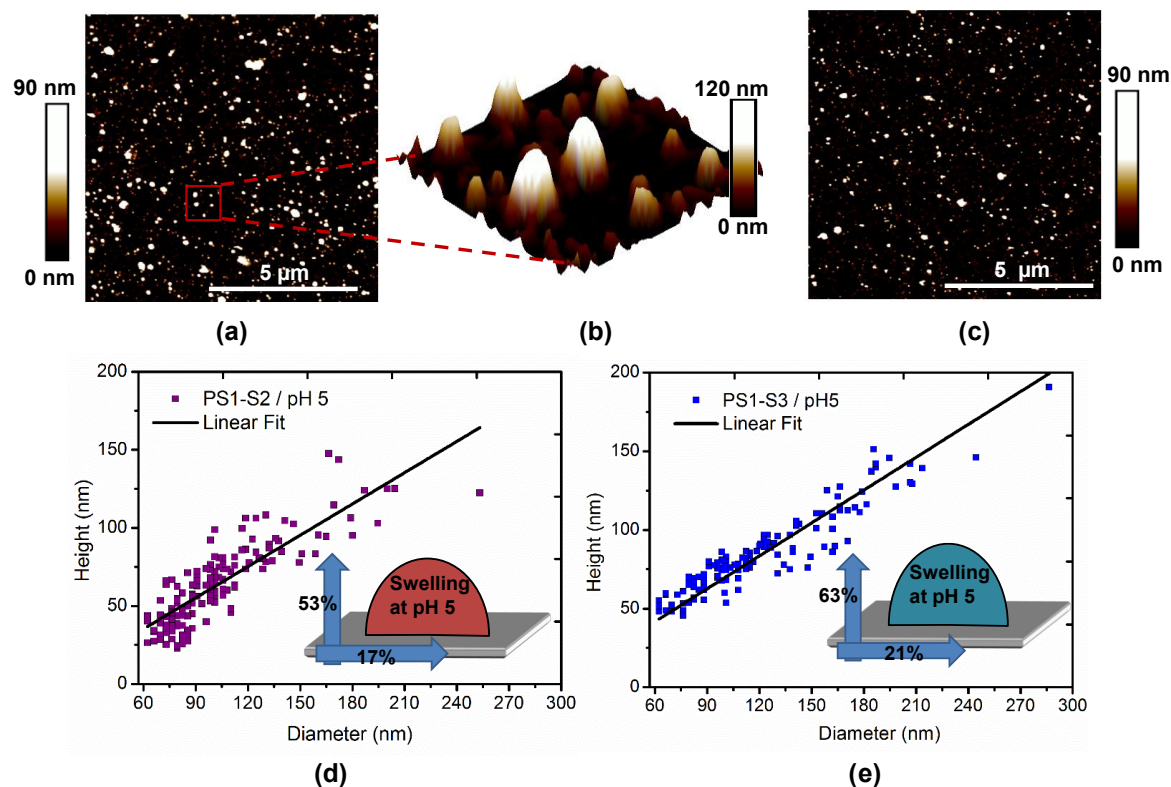 90 nm
0 nm
5 µm
120 nm
0 nm
90 nm
0 nm
5 µm
(a)
(b)
(c)
200
150
100
50
0
Height (nm)
PS1-S2 / pH 5
Linear Fit
Swelling
at pH 5
53%
17%
60 90 120 150 180 210 240 270 300
Diameter (nm)
(d)
200
150
100
50
0
Height (nm)
PS1-S3 / pH5
Linear Fit
Swelling
at pH 5
63%
21%
60 90 120 150 180 210 240 270 300
Diameter (nm)
(e)